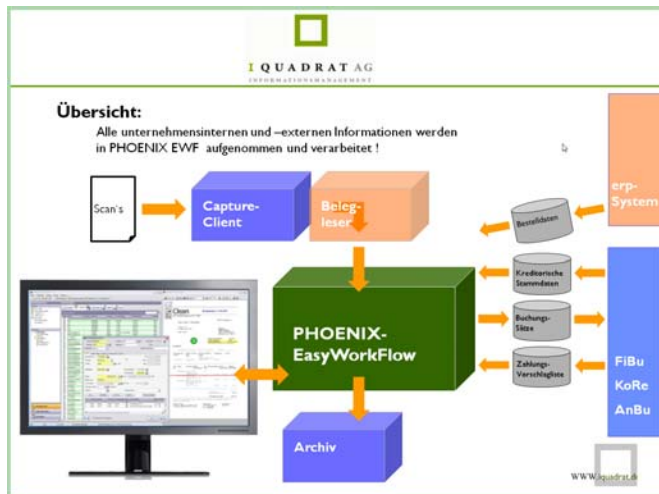 I QUADRAT AG
INFORMATIONSMANAGEMENT
Übersicht:
Alle unternehmensinternen und –externen Informationen werden
in PHOENIX EWF aufgenommen und verarbeitet !
Scan's
Capture-
Client
Beleg-
leser
erp-
System
Bestelldaten
Kreditorische
Stammdaten
Buchungs-
Sätze
Zahlungs-
Vorschlagliste
PHOENIX-
EasyWorkFlow
FiBu
KoRe
AnBu
Archiv
Clean
WWW.iquadrat.de